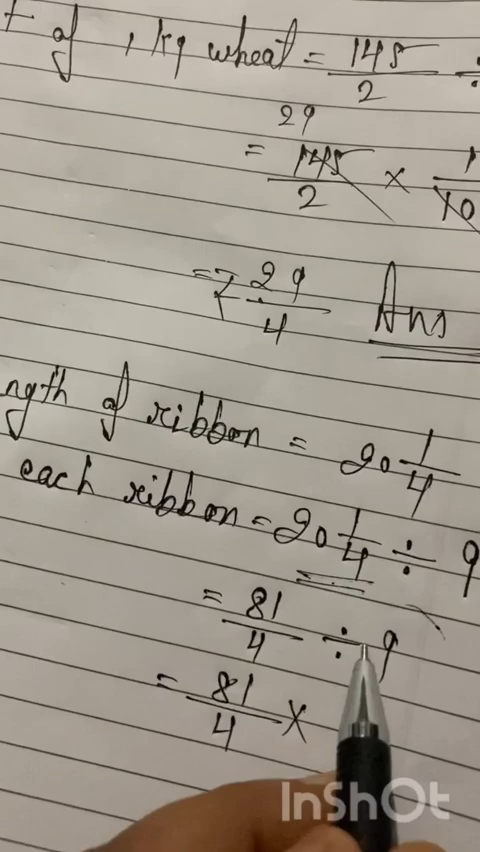 t of 1 kg wheat = 145/2 ÷
= 29 145/2 × 1/10
= ₹ 29/4 Ans
ngth of ribbon = 20 1/4
each ribbon = 20 1/4 ÷ 9
= 81/4 ÷ 9
= 81/4 ×
InShOt